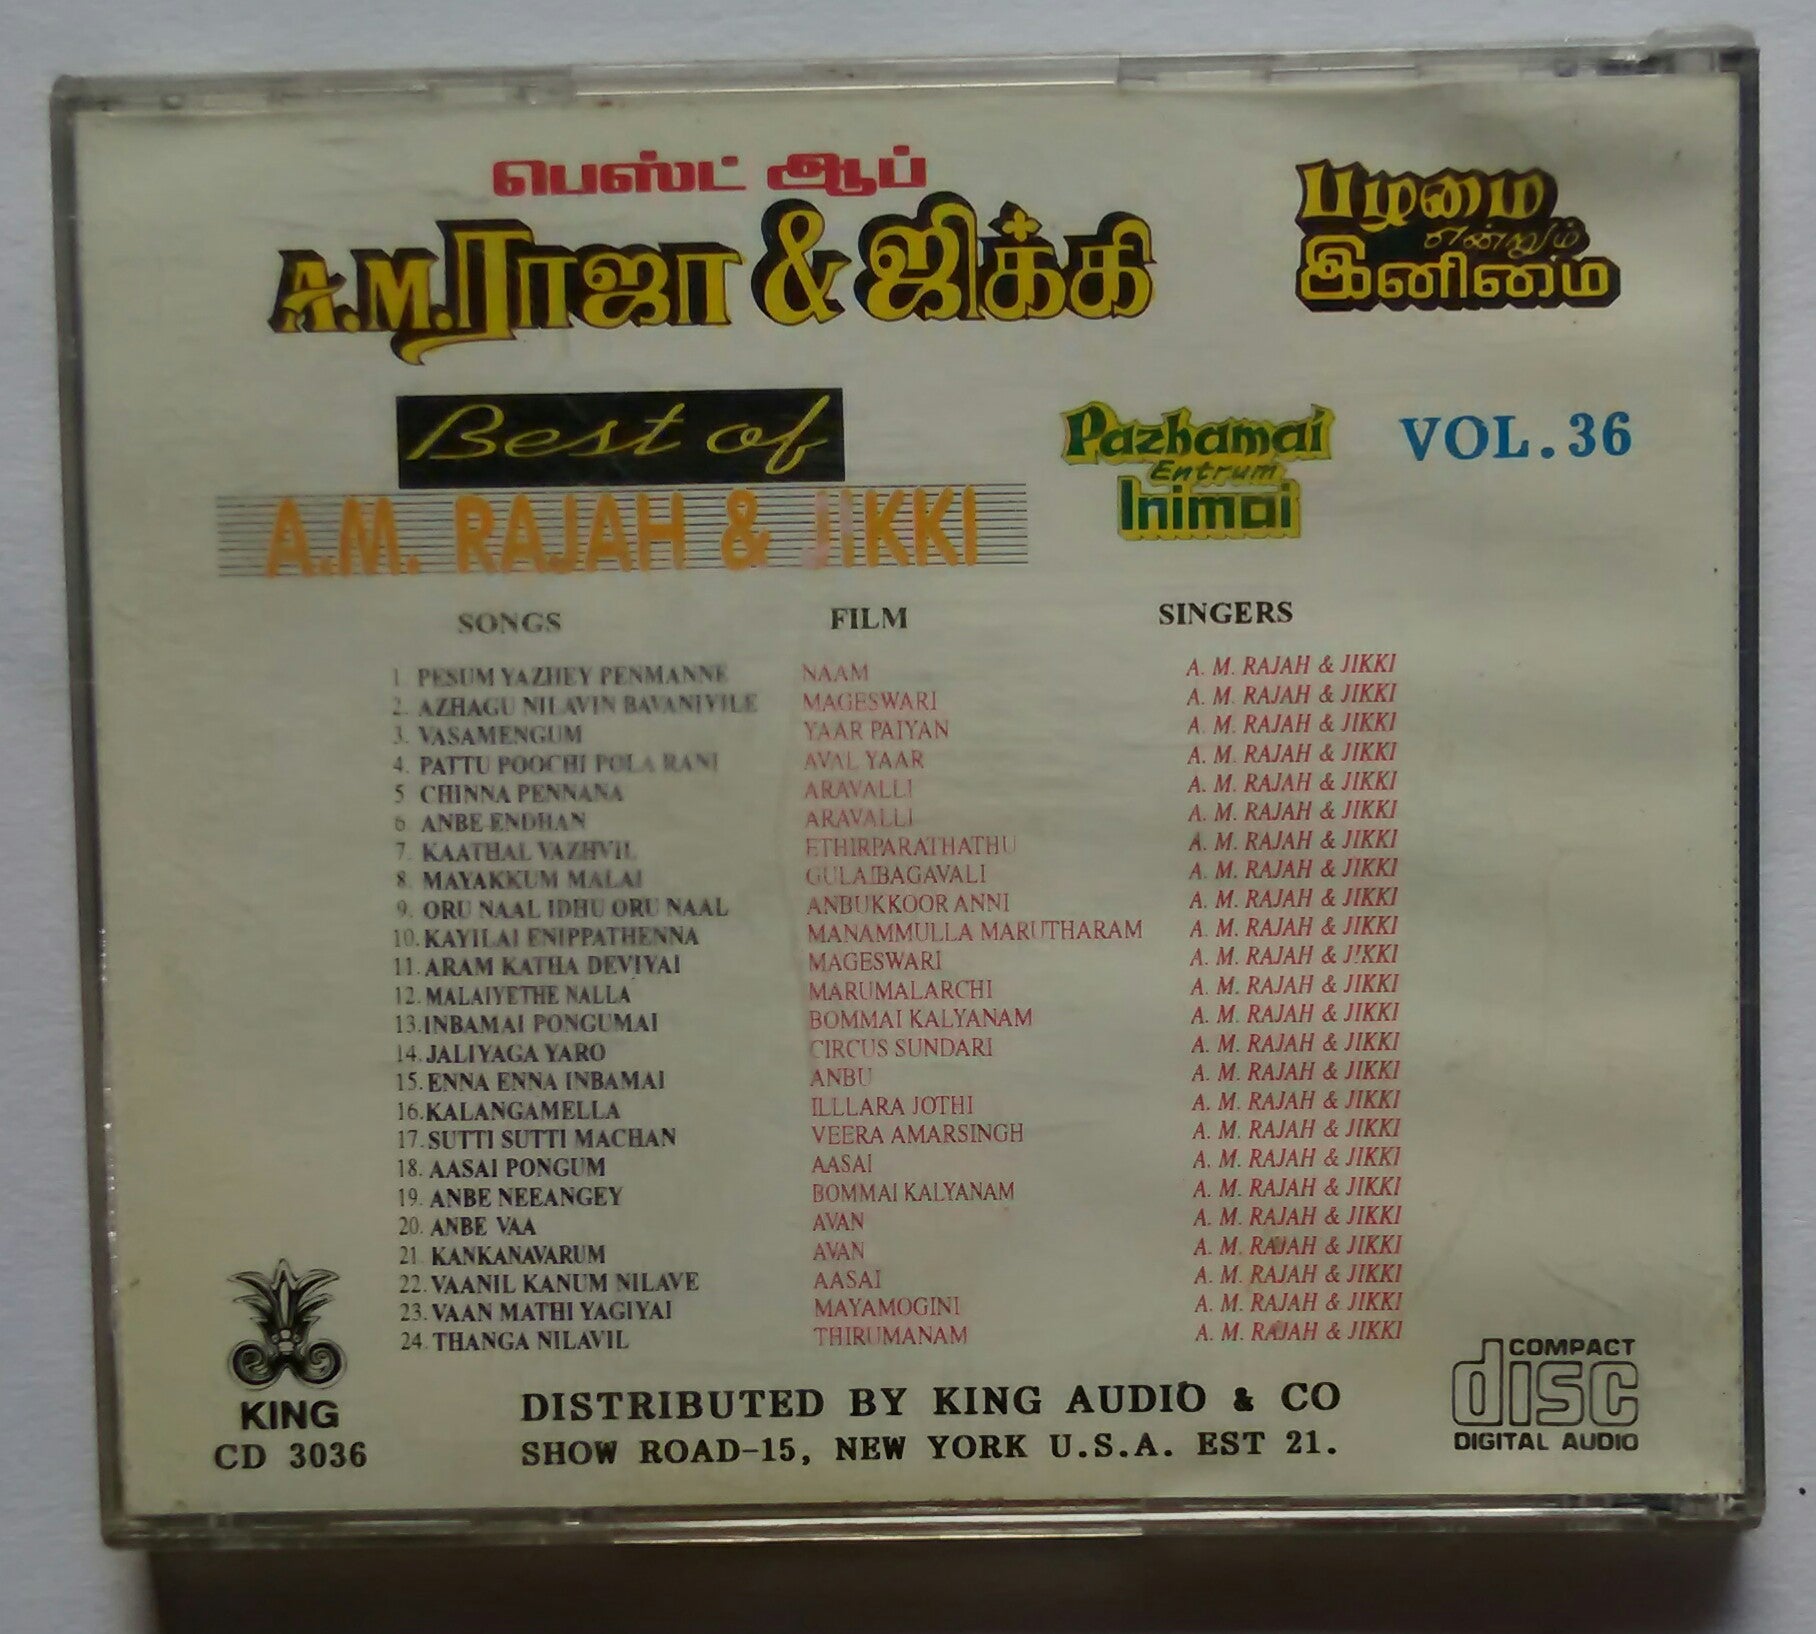 பெஸ்ட் ஆப்
A.M.ராஜா & ஜிக்கி
பழமை
என்றும்
இனிமை
Best of
A.M. RAJAH & JIKKI
Pazhamai
Entrum
Inimai
VOL. 36
SONGS FILM SINGERS
1. PESUM YAZHEY PENMANNE NAAM A. M. RAJAH & JIKKI
2. AZHAGU NILAVIN BAVANIYILE MAGESWARI A. M. RAJAH & JIKKI
3. VASAMENGUM YAAR PAIYAN A. M. RAJAH & JIKKI
4. PATTU POOCHI POLA RANI AVAL YAAR A. M. RAJAH & JIKKI
5 CHINNA PENNANA ARAVALLI A. M. RAJAH & JIKKI
6. ANBE ENDHAN ARAVALLI A. M. RAJAH & JIKKI
7. KAATHAL VAZHVIL ETHIRPARATHATHU A. M. RAJAH & JIKKI
8. MAYAKKUM MALAI GULAIBAGAVALI A. M. RAJAH & JIKKI
9. ORU NAAL IDHU ORU NAAL ANBUKKOOR ANNI A. M. RAJAH & JIKKI
10. KAYILAI ENIPPATHENNA MANAMMULLA MARUTHARAM A. M. RAJAH & JIKKI
11. ARAM KATHA DEVIYAI MAGESWARI A. M. RAJAH & JIKKI
12. MALAIYETHE NALLA MARUMALARCHI A. M. RAJAH & JIKKI
13. INBAMAI PONGUMAI BOMMAI KALYANAM A. M. RAJAH & JIKKI
14. JALIYAGA YARO CIRCUS SUNDARI A. M. RAJAH & JIKKI
15. ENNA ENNA INBAMAI ANBU A. M. RAJAH & JIKKI
16. KALANGAMELLA ILLLARA JOTHI A. M. RAJAH & JIKKI
17. SUTTI SUTTI MACHAN VEERA AMARSINGH A. M. RAJAH & JIKKI
18. AASAI PONGUM AASAI A. M. RAJAH & JIKKI
19. ANBE NEEANGEY BOMMAI KALYANAM A. M. RAJAH & JIKKI
20. ANBE VAA AVAN A. M. RAJAH & JIKKI
21. KANKANAVARUM AVAN A. M. RAJAH & JIKKI
22. VAANIL KANUM NILAVE AASAI A. M. RAJAH & JIKKI
23. VAAN MATHI YAGIYAI MAYAMOGINI A. M. RAJAH & JIKKI
24. THANGA NILAVIL THIRUMANAM A. M. RAJAH & JIKKI
KING
CD 3036
DISTRIBUTED BY KING AUDIO & CO
SHOW ROAD-15, NEW YORK U.S.A. EST 21.
COMPACT
disc
DIGITAL AUDIO